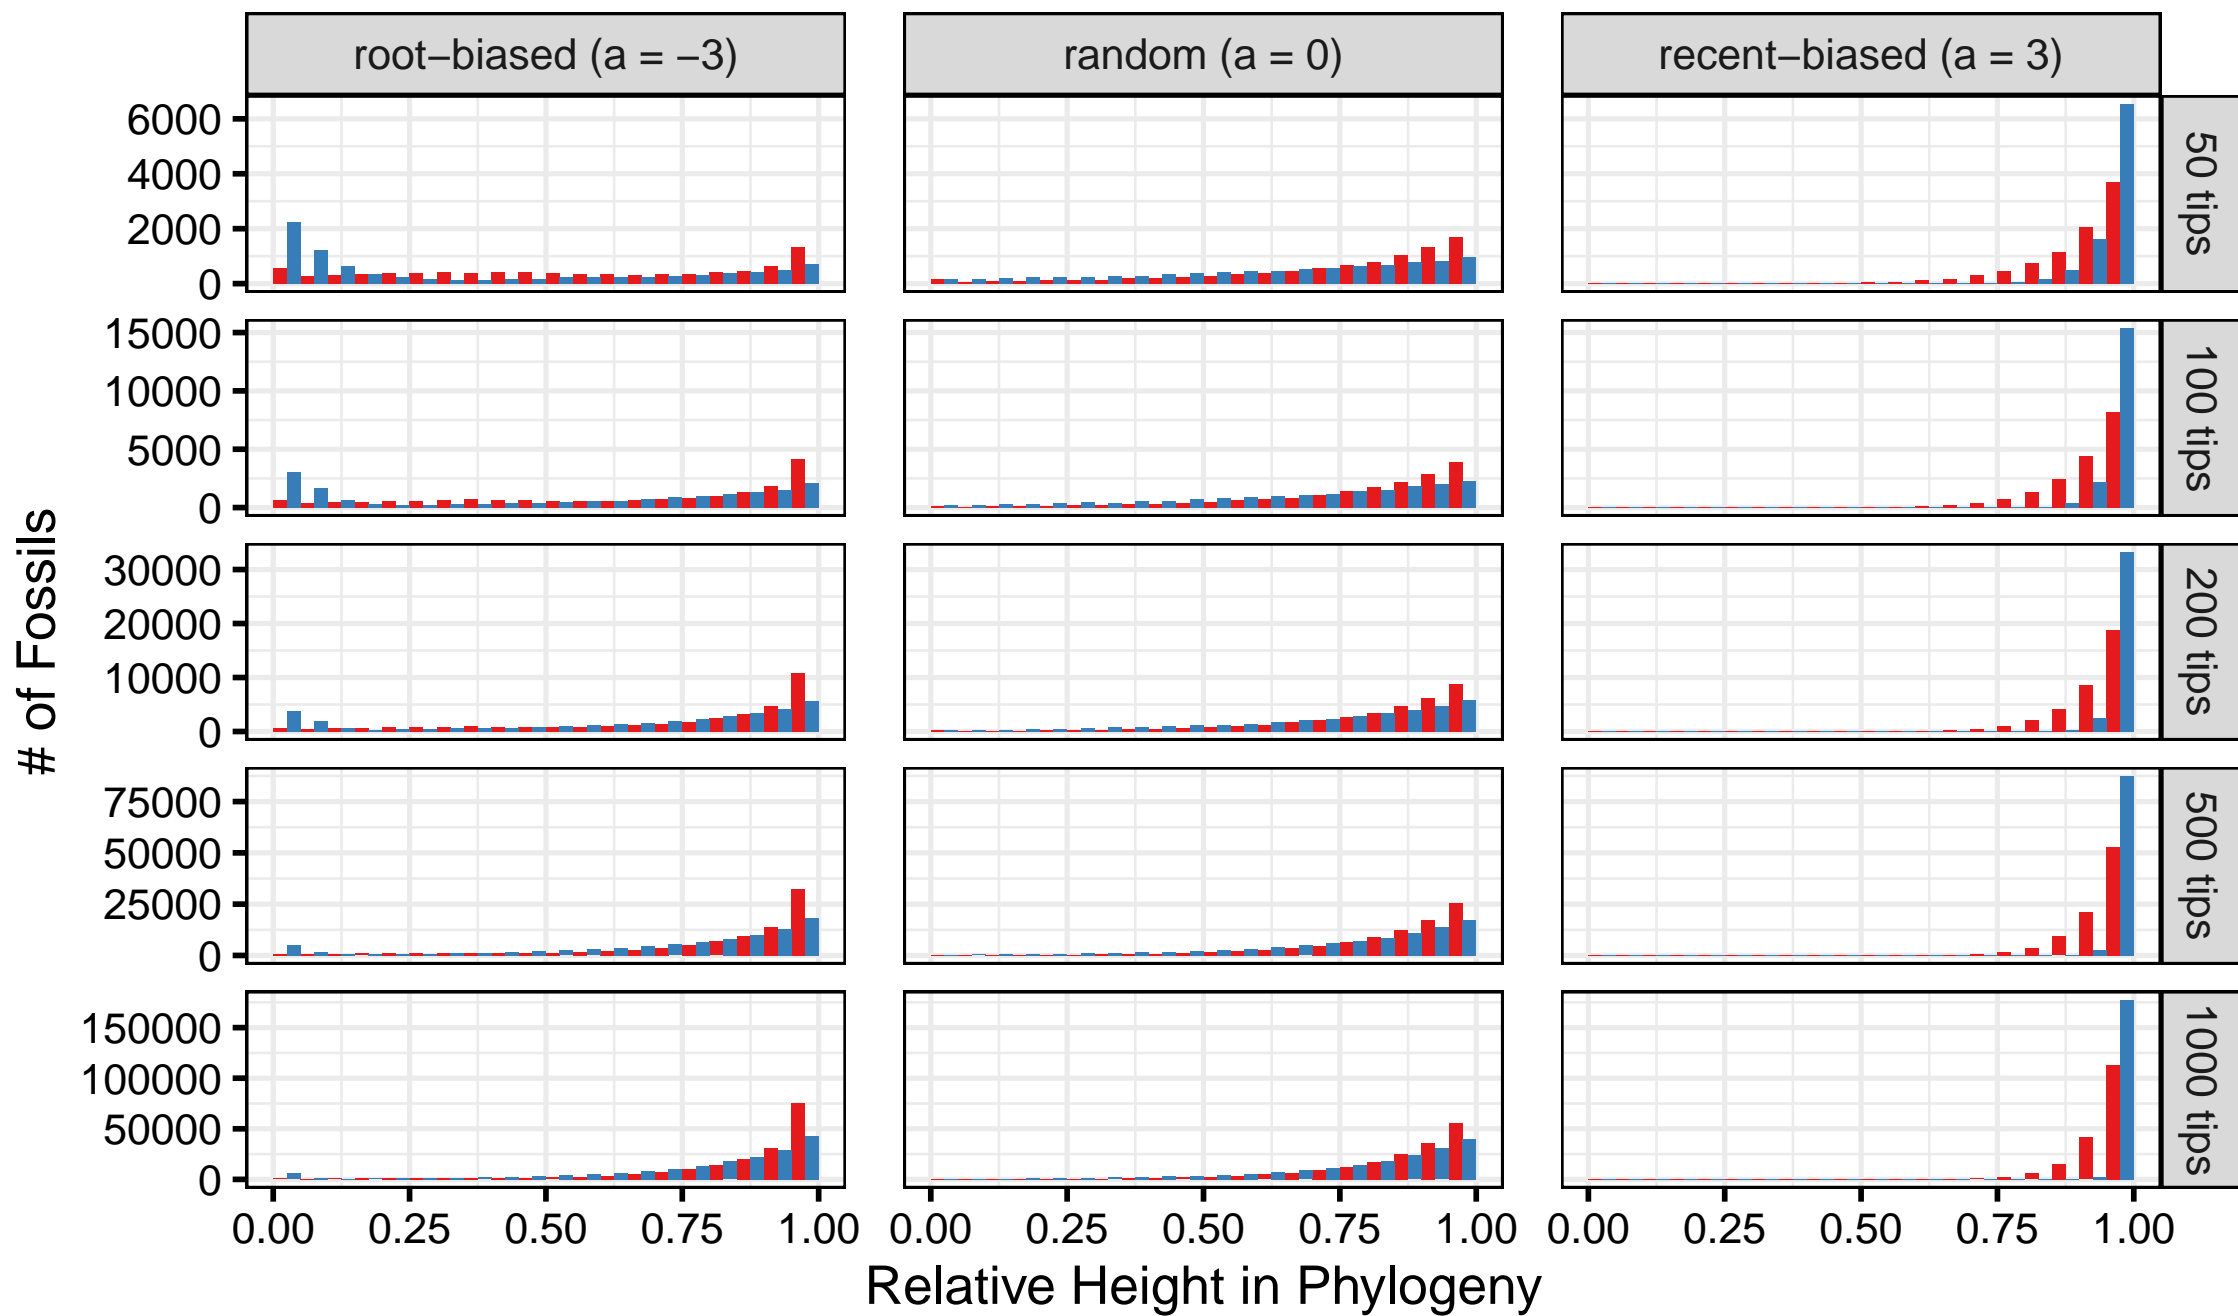 root−biased (a = −3)
random (a = 0)
recent−biased (a = 3)
6000
4000
2000
0
50 tips
15000
10000
5000
0
100 tips
30000
20000
10000
0
200 tips
75000
50000
25000
0
500 tips
150000
100000
50000
0
1000 tips
# of Fossils
0.00 0.25 0.50 0.75 1.00 0.00 0.25 0.50 0.75 1.00 0.00 0.25 0.50 0.75 1.00
Relative Height in Phylogeny